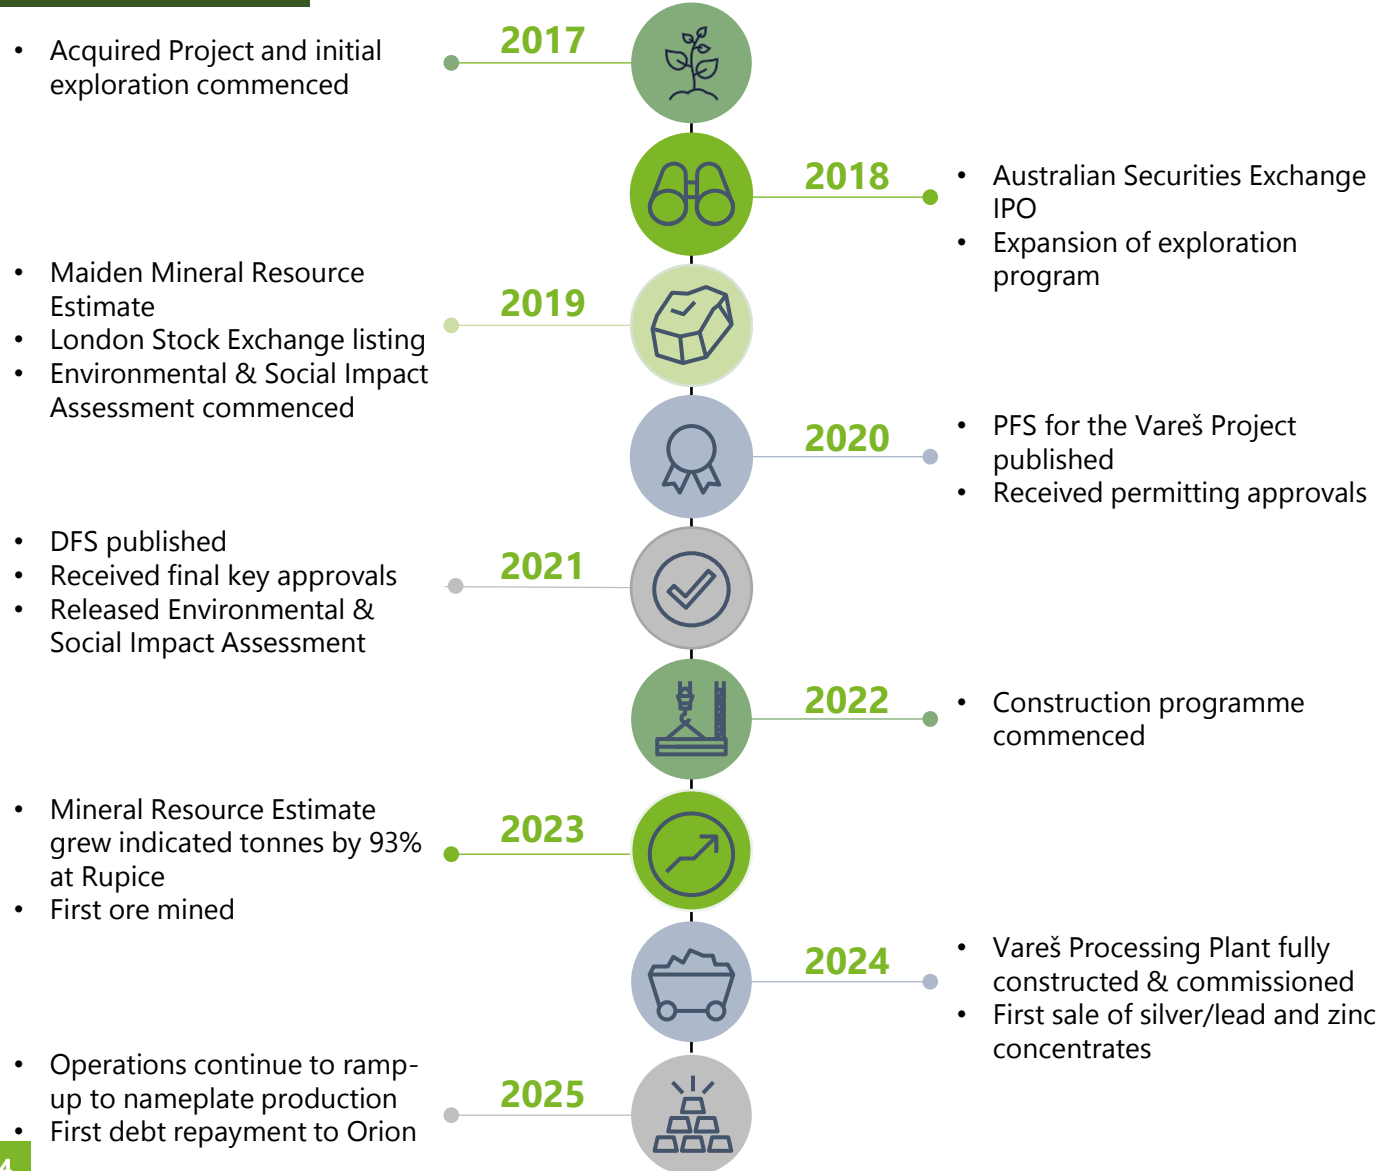 2017
• Acquired Project and initial
exploration commenced
2018
• Australian Securities Exchange
IPO
• Expansion of exploration
program
2019
• Maiden Mineral Resource
Estimate
• London Stock Exchange listing
• Environmental & Social Impact
Assessment commenced
2020
• PFS for the Vareš Project
published
• Received permitting approvals
2021
• DFS published
• Received final key approvals
• Released Environmental &
Social Impact Assessment
2022
• Construction programme
commenced
2023
• Mineral Resource Estimate
grew indicated tonnes by 93%
at Rupice
• First ore mined
2024
• Vareš Processing Plant fully
constructed & commissioned
• First sale of silver/lead and zinc
concentrates
2025
• Operations continue to ramp-
up to nameplate production
• First debt repayment to Orion
4